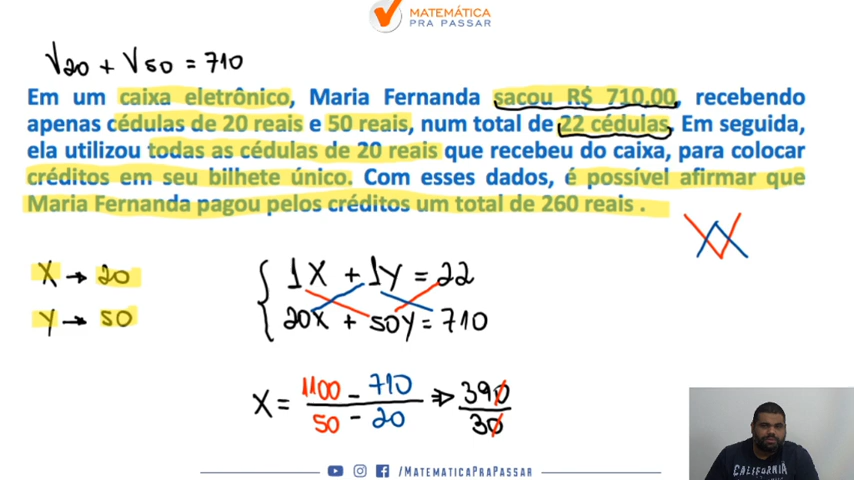 MATEMÁTICA
PRA PASSAR
V20 + V50 = 710
Em um caixa eletrônico, Maria Fernanda sacou R$ 710,00, recebendo
apenas cédulas de 20 reais e 50 reais, num total de 22 cédulas. Em seguida,
ela utilizou todas as cédulas de 20 reais que recebeu do caixa, para colocar
créditos em seu bilhete único. Com esses dados, é possível afirmar que
Maria Fernanda pagou pelos créditos um total de 260 reais .
X → 20
Y → 50
1X + 1Y = 22
20X + 50Y = 710
X = 1100 - 710 / 50 - 20 ⇒ 390 / 30
/MATEMATICAPRAPASSAR
CALIFORNIA